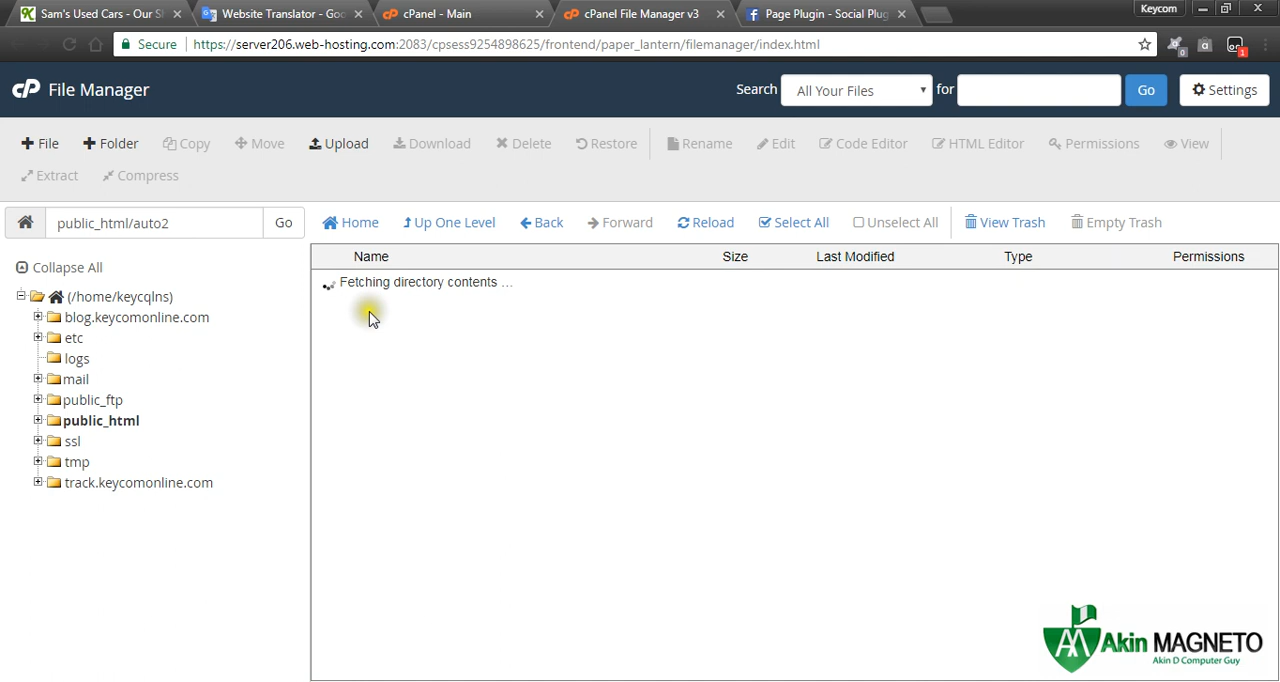 Sam's Used Cars - Our S
Website Translator - Goo
cPanel - Main
cPanel File Manager v3
Page Plugin - Social Plug
Keycom
Secure
https://server206.web-hosting.com:2083/cpsess9254898625/frontend/paper_lantern/filemanager/index.html
0
a
1
cP File Manager
Search All Your Files for Go Settings
File Folder Copy Move Upload Download Delete Restore Rename Edit Code Editor HTML Editor Permissions View
Extract Compress
public_html/auto2 Go
Home Up One Level Back Forward Reload Select All Unselect All View Trash Empty Trash
Name Size Last Modified Type Permissions
Fetching directory contents ...
Collapse All
(/home/keycqlns)
blog.keycomonline.com
etc
logs
mail
public_ftp
public_html
ssl
tmp
track.keycomonline.com
Akin MAGNETO
Akin D Computer Guy